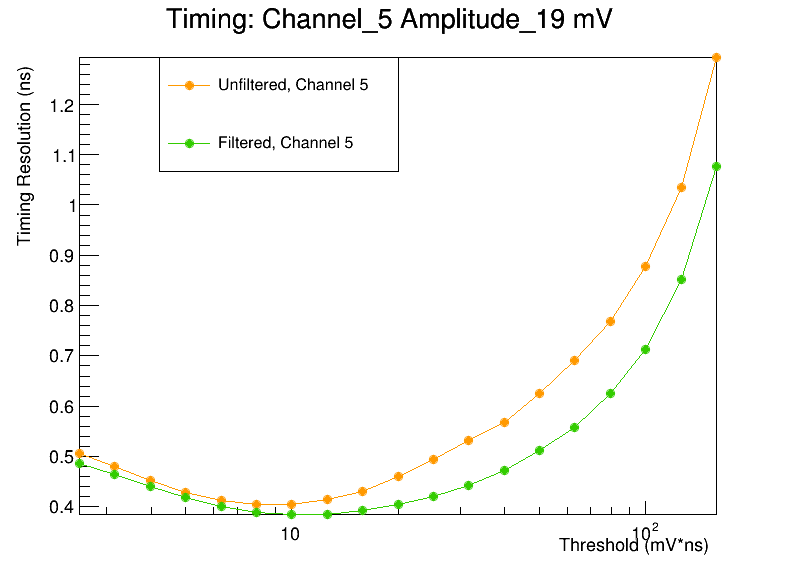 Timing: Channel_5 Amplitude_19 mV
Timing Resolution (ns)
Unfiltered, Channel 5
Filtered, Channel 5
1.2
1.1
1
0.9
0.8
0.7
0.6
0.5
0.4
10
10²
Threshold (mV*ns)